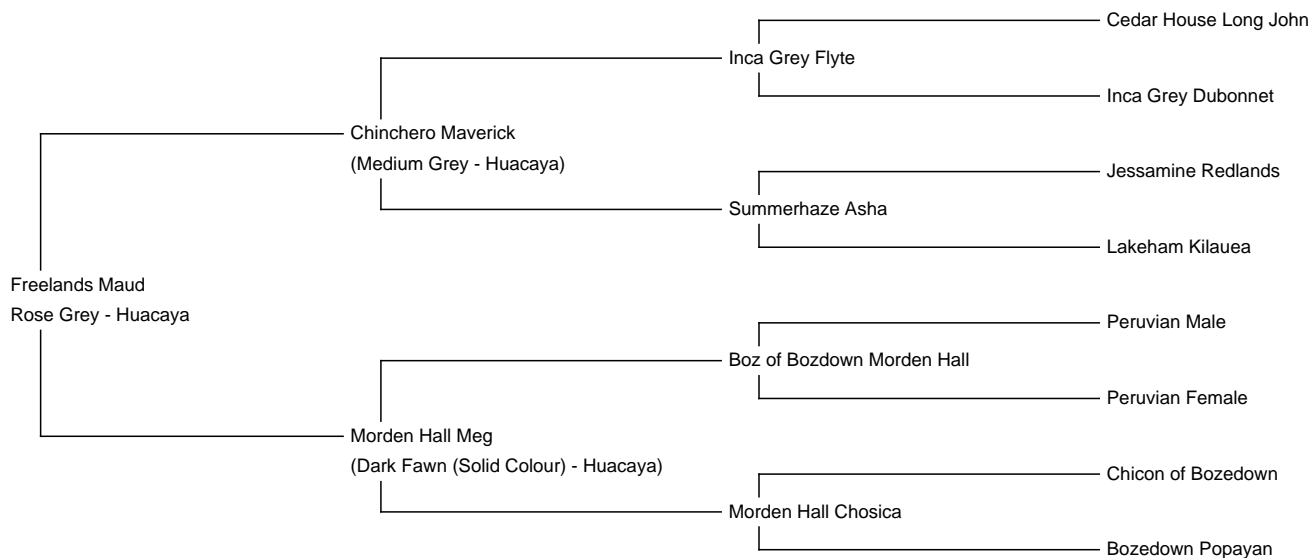 Cedar House Long John
Inca Grey Flyte
Inca Grey Dubonnet
Chinchero Maverick
(Medium Grey - Huacaya)
Jessamine Redlands
Summerhaze Asha
Lakeham Kilauea
Freelands Maud
Rose Grey - Huacaya
Peruvian Male
Boz of Bozdown Morden Hall
Peruvian Female
Morden Hall Meg
(Dark Fawn (Solid Colour) - Huacaya)
Chicon of Bozedown
Morden Hall Chosica
Bozedown Popayan